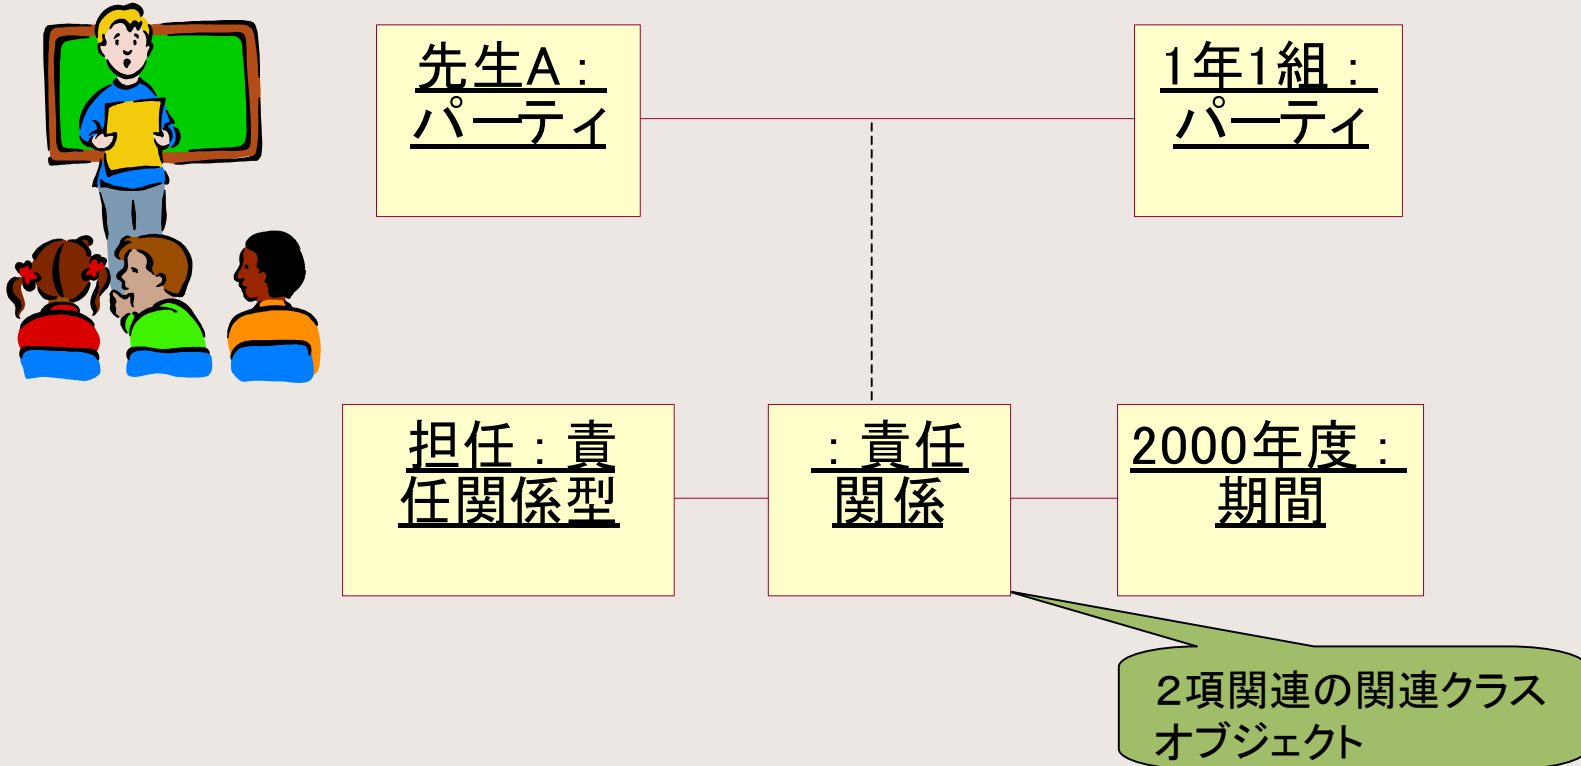 先生A：
パーティ
1年1組：
パーティ
担任：責
任関係型
：責任
関係
2000年度：
期間
２項関連の関連クラス
オブジェクト